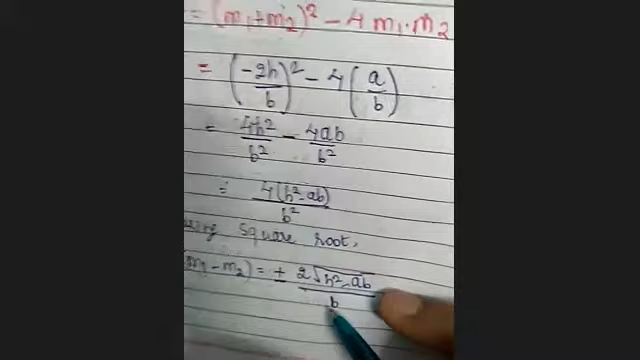 = (m₁+m₂)² - 4 m₁.m₂
= (-2h/b)² - 4 (a/b)
= 4h²/b² - 4ab/b²
= 4(h²-ab)/b²
square root,
(m₁-m₂) = ± 2√h²-ab/b